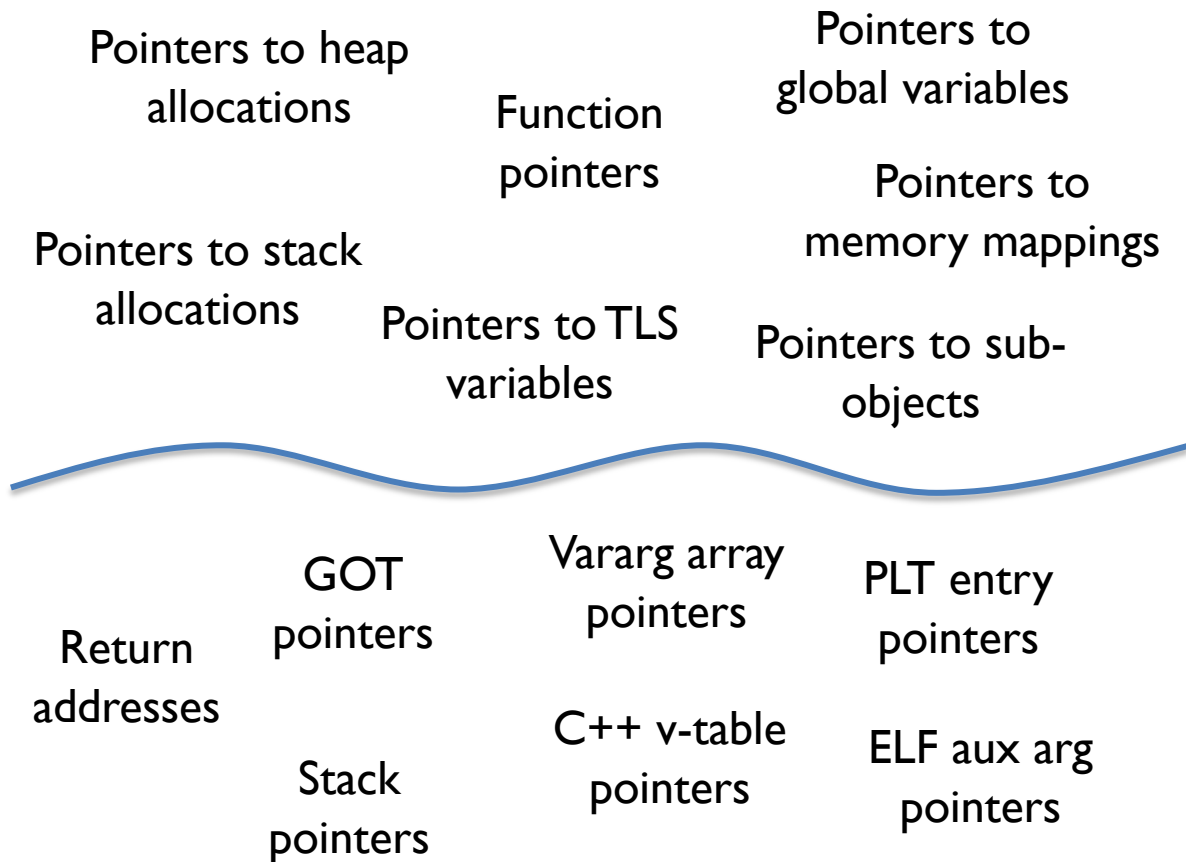 Pointers to heap
allocations
Function
pointers
Pointers to
global variables
Pointers to
memory mappings
Pointers to stack
allocations
Pointers to TLS
variables
Pointers to sub-
objects
Return
addresses
GOT
pointers
Vararg array
pointers
PLT entry
pointers
Stack
pointers
C++ v-table
pointers
ELF aux arg
pointers